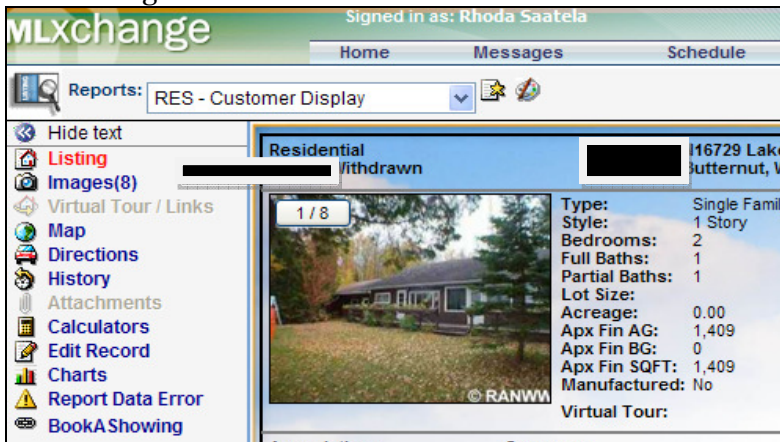 MLXchange
Signed in as: Rhoda Saatela
Home Messages Schedule
Reports: RES - Customer Display
Hide text
Listing
Images(8)
Virtual Tour / Links
Map
Directions
History
Attachments
Calculators
Edit Record
Charts
Report Data Error
BookAShowing
Residential
Withdrawn
N16729 Lake
Butternut, W
1 / 8
© RANWW
Type: Single Famil
Style: 1 Story
Bedrooms: 2
Full Baths: 1
Partial Baths: 1
Lot Size:
Acreage: 0.00
Apx Fin AG: 1,409
Apx Fin BG: 0
Apx Fin SQFT: 1,409
Manufactured: No
Virtual Tour: